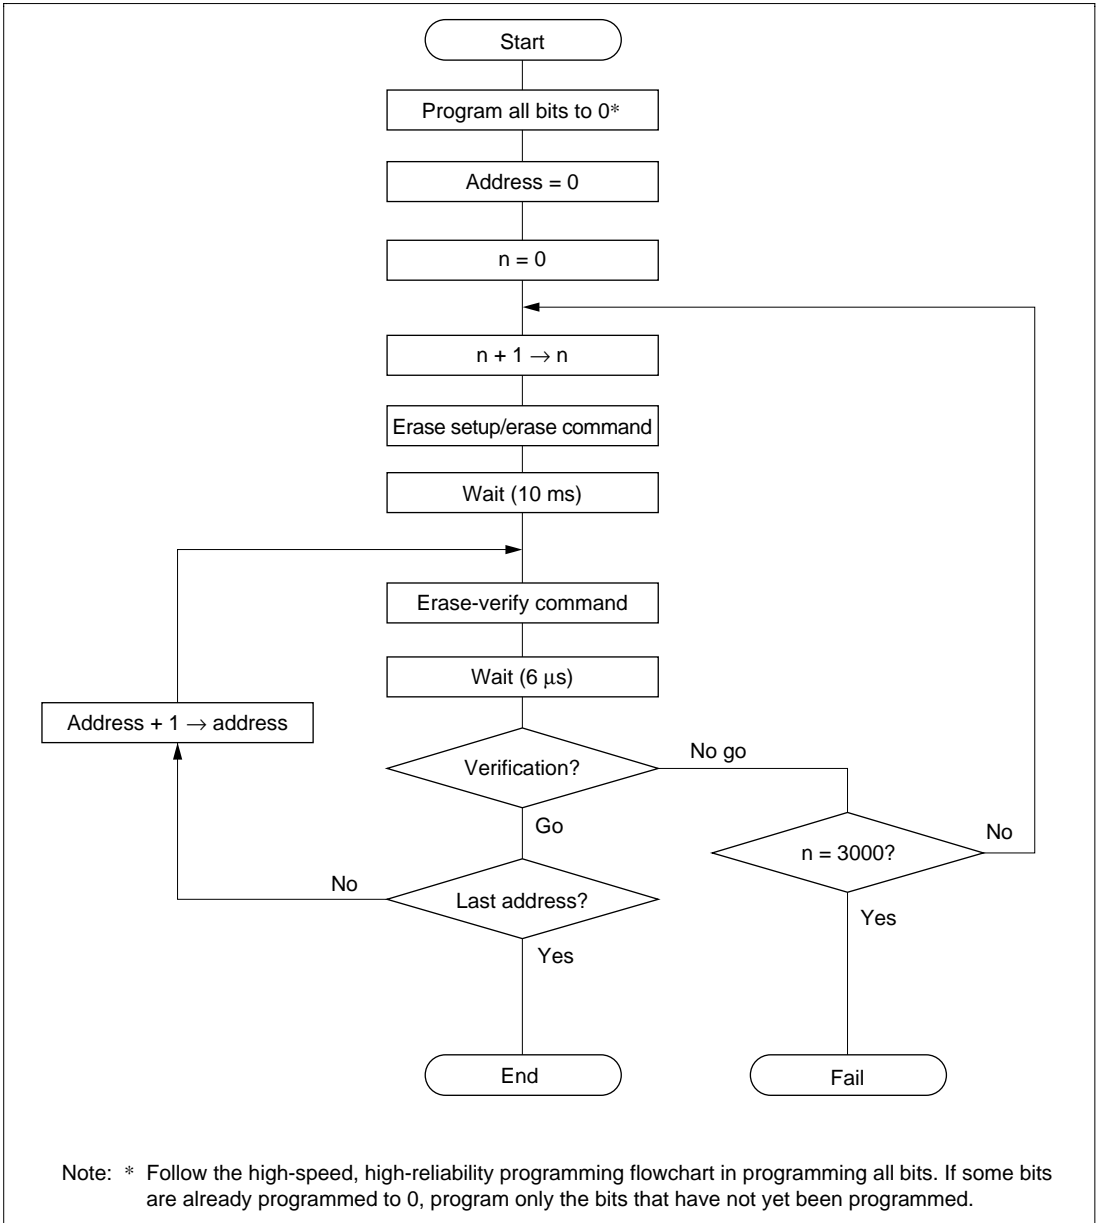 Start
Program all bits to 0*
Address = 0
n = 0
n + 1 → n
Erase setup/erase command
Wait (10 ms)
Erase-verify command
Wait (6 μs)
Address + 1 → address
Verification?
No go
Go
n = 3000?
No
Last address?
No
Yes
Yes
End
Fail
Note: * Follow the high-speed, high-reliability programming flowchart in programming all bits. If some bits
are already programmed to 0, program only the bits that have not yet been programmed.